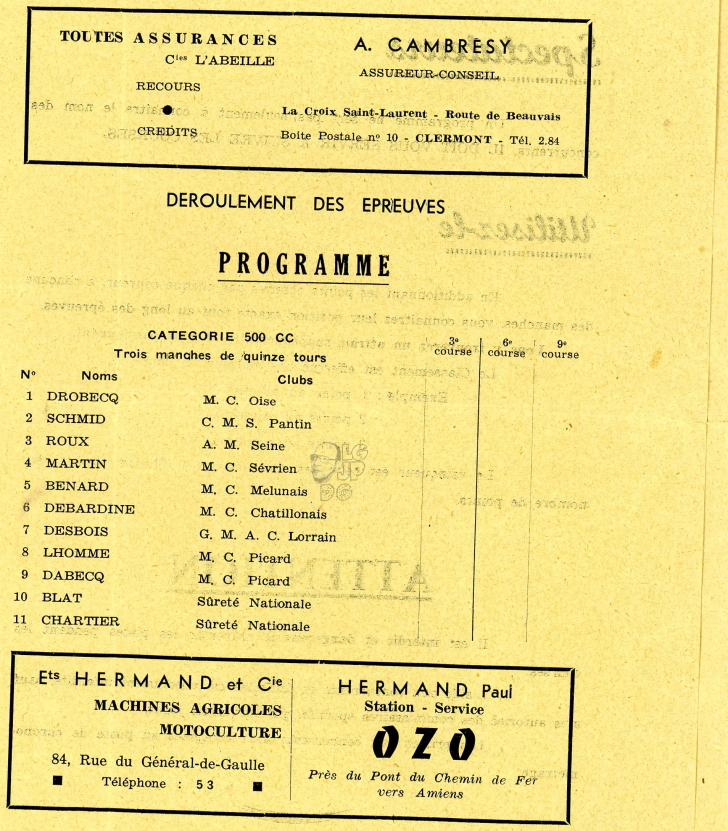 TOUTES ASSURANCES
Cies L'ABEILLE
RECOURS
●
CREDITS
A. CAMBRESY
ASSUREUR-CONSEIL
La Croix Saint-Laurent - Route de Beauvais
Boite Postale n° 10 - CLERMONT - Tél. 2.84
DEROULEMENT DES EPREUVES
PROGRAMME
CATEGORIE 500 CC
Trois manches de quinze tours
3e course 6e course 9e course
N° Noms Clubs
1 DROBECQ M. C. Oise
2 SCHMID C. M. S. Pantin
3 ROUX A. M. Seine
4 MARTIN M. C. Sévrien
5 BENARD M. C. Melunais
6 DEBARDINE M. C. Chatillonais
7 DESBOIS G. M. A. C. Lorrain
8 LHOMME M. C. Picard
9 DABECQ M. C. Picard
10 BLAT Sûreté Nationale
11 CHARTIER Sûreté Nationale
Ets HERMAND et Cie
MACHINES AGRICOLES
MOTOCULTURE
84, Rue du Général-de-Gaulle
■ Téléphone : 53 ■
HERMAND Paul
Station - Service
OZO
Près du Pont du Chemin de Fer
vers Amiens